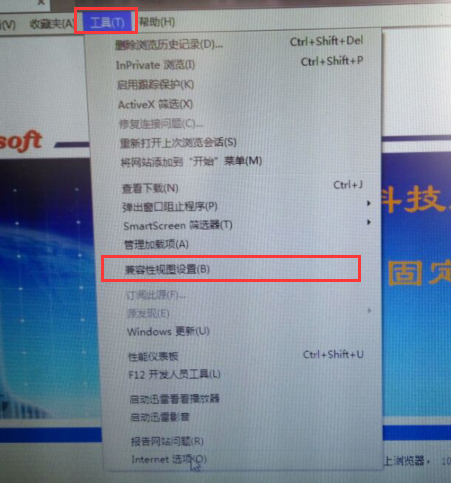 收藏夹(A) 工具(T) 帮助(H)
删除浏览历史记录(D)... Ctrl+Shift+Del
InPrivate 浏览(I) Ctrl+Shift+P
启用跟踪保护(K)
ActiveX 筛选(X)
修复连接问题(C)...
重新打开上次浏览会话(S)
将网站添加到“开始”菜单(M)
查看下载(N) Ctrl+J
弹出窗口阻止程序(P)
SmartScreen 筛选器(T)
管理加载项(A)
兼容性视图设置(B)
订阅此源(F)...
源发现(E)
Windows 更新(U)
性能仪表板 Ctrl+Shift+U
F12 开发人员工具(L)
启动迅雷看看播放器
启动迅雷影音
报告网站问题(R)
Internet 选项(O)
soft
科技
固定
上浏览器，10